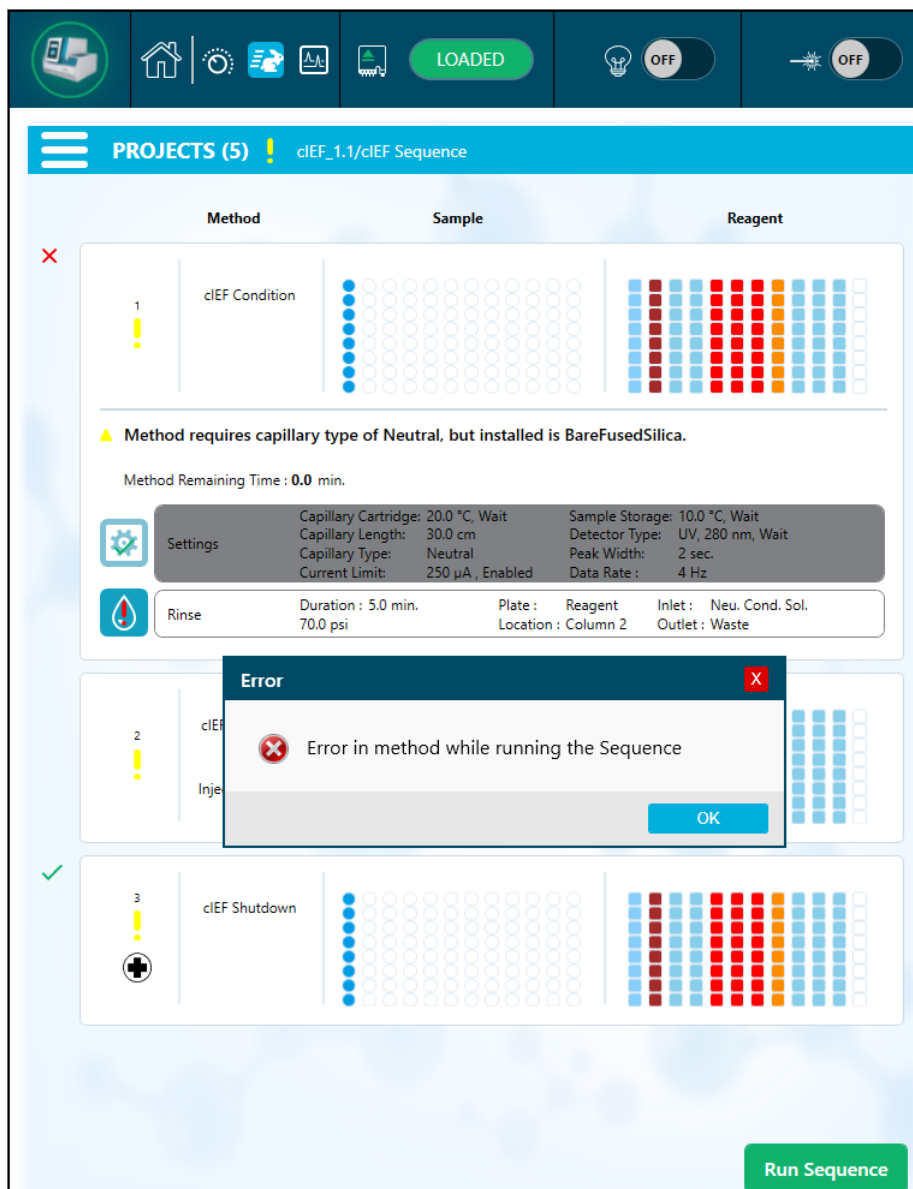 LOADED
OFF
OFF
PROJECTS (5) ! cIEF_1.1/cIEF Sequence
Method Sample Reagent
1 cIEF Condition
Method requires capillary type of Neutral, but installed is BareFusedSilica.
Method Remaining Time : 0.0 min.
Settings
Capillary Cartridge: 20.0 °C, Wait Sample Storage: 10.0 °C, Wait
Capillary Length: 30.0 cm Detector Type: UV, 280 nm, Wait
Capillary Type: Neutral Peak Width: 2 sec.
Current Limit: 250 µA , Enabled Data Rate : 4 Hz
Rinse
Duration : 5.0 min. Plate : Reagent Inlet : Neu. Cond. Sol.
70.0 psi Location : Column 2 Outlet : Waste
Error X
Error in method while running the Sequence
OK
2 cIEF
Inje
3 cIEF Shutdown
Run Sequence